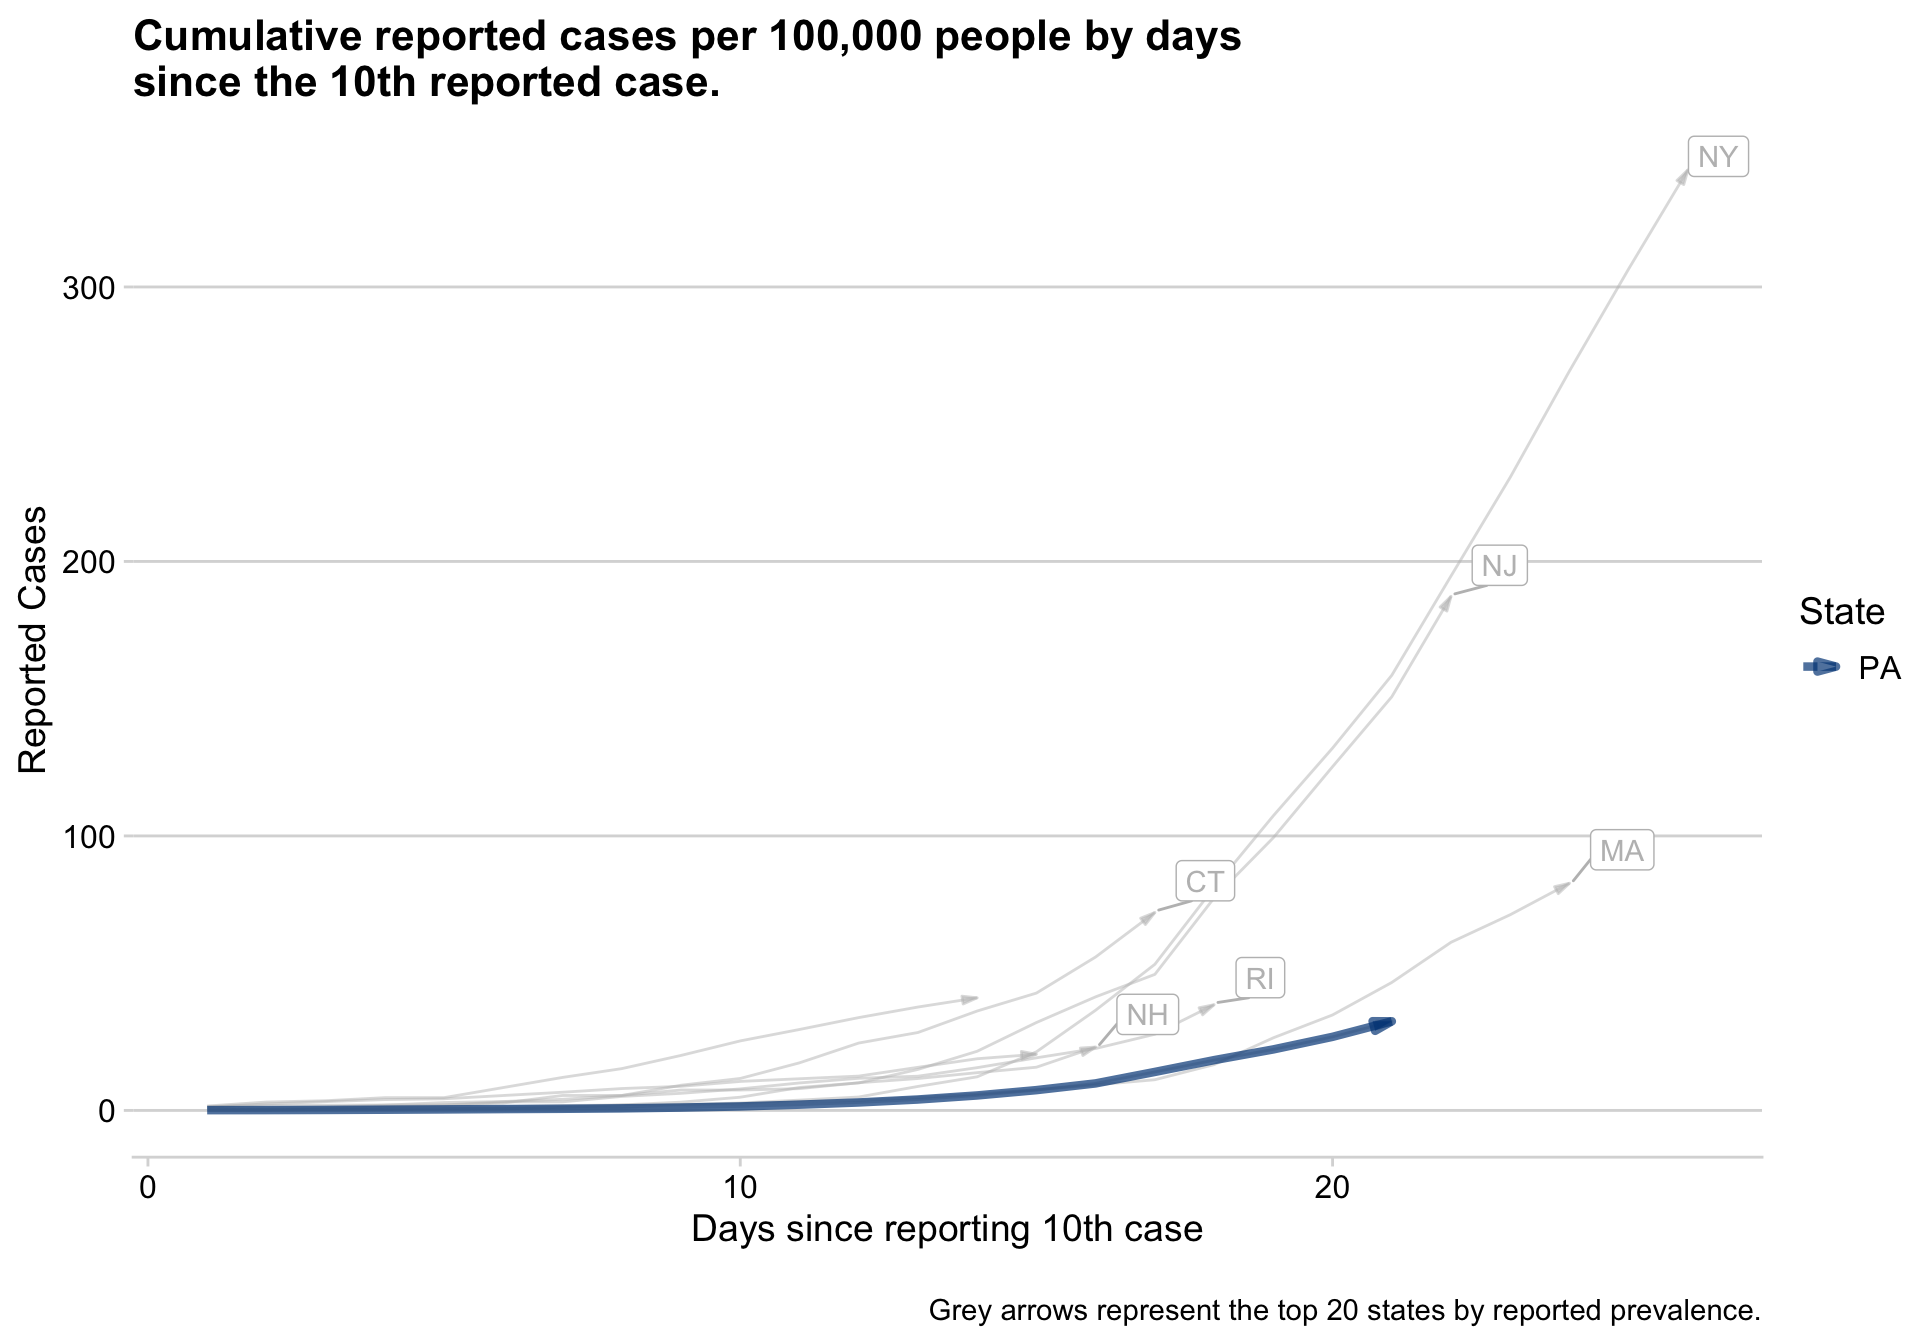 Cumulative reported cases per 100,000 people by days
since the 10th reported case.
NY
300
NJ
200
Reported Cases
State
PA
100
MA
CT
RI
NH
0
0
10
20
Days since reporting 10th case
Grey arrows represent the top 20 states by reported prevalence.